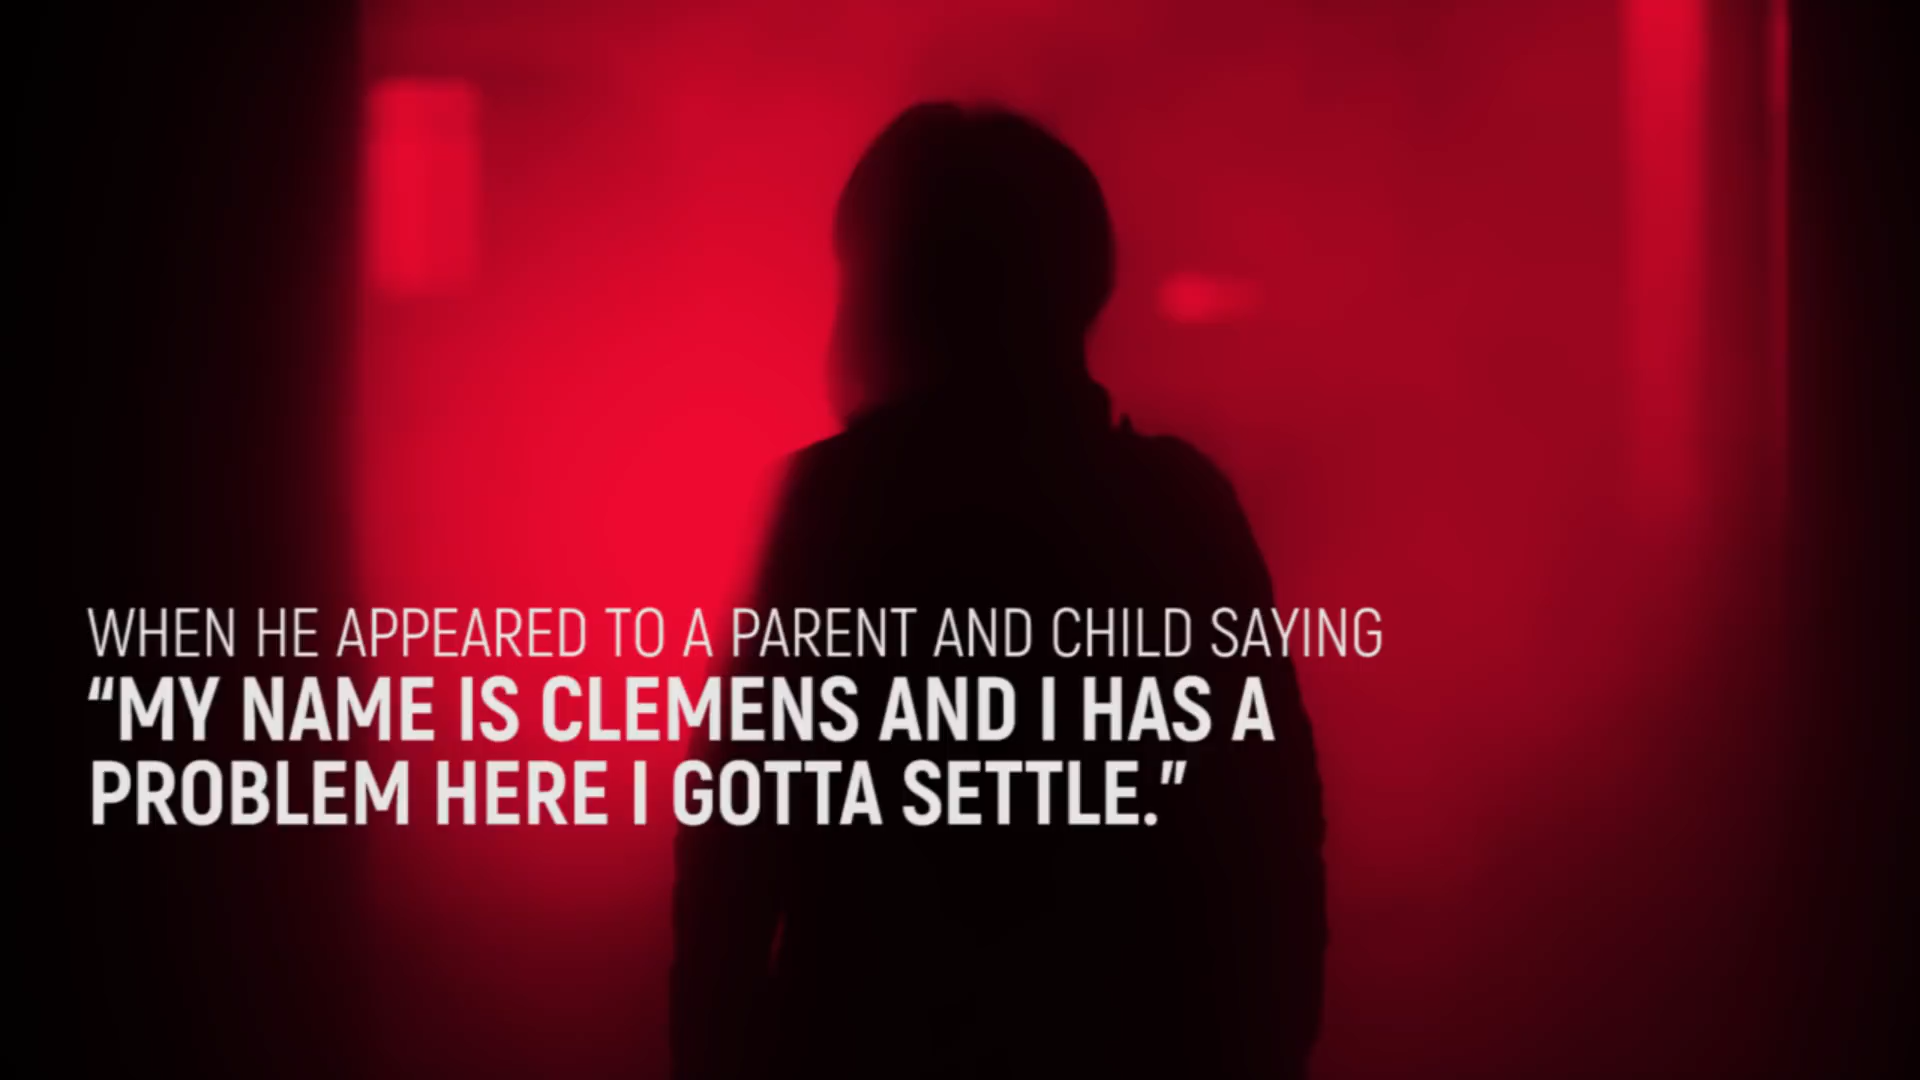 WHEN HE APPEARED TO A PARENT AND CHILD SAYING
“MY NAME IS CLEMENS AND I HAS A
PROBLEM HERE I GOTTA SETTLE.”